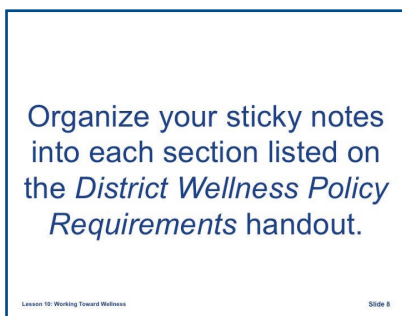 Organize your sticky notes
into each section listed on
the District Wellness Policy
Requirements handout.
Lesson 10: Working Toward Wellness
Slide 8